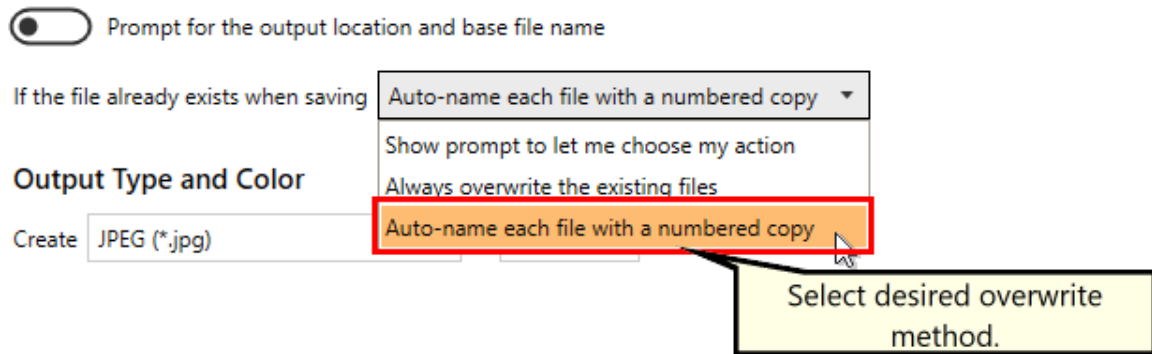 Prompt for the output location and base file name
If the file already exists when saving Auto-name each file with a numbered copy
Show prompt to let me choose my action
Output Type and Color
Always overwrite the existing files
Auto-name each file with a numbered copy
Create JPEG (*.jpg)
Select desired overwrite
method.